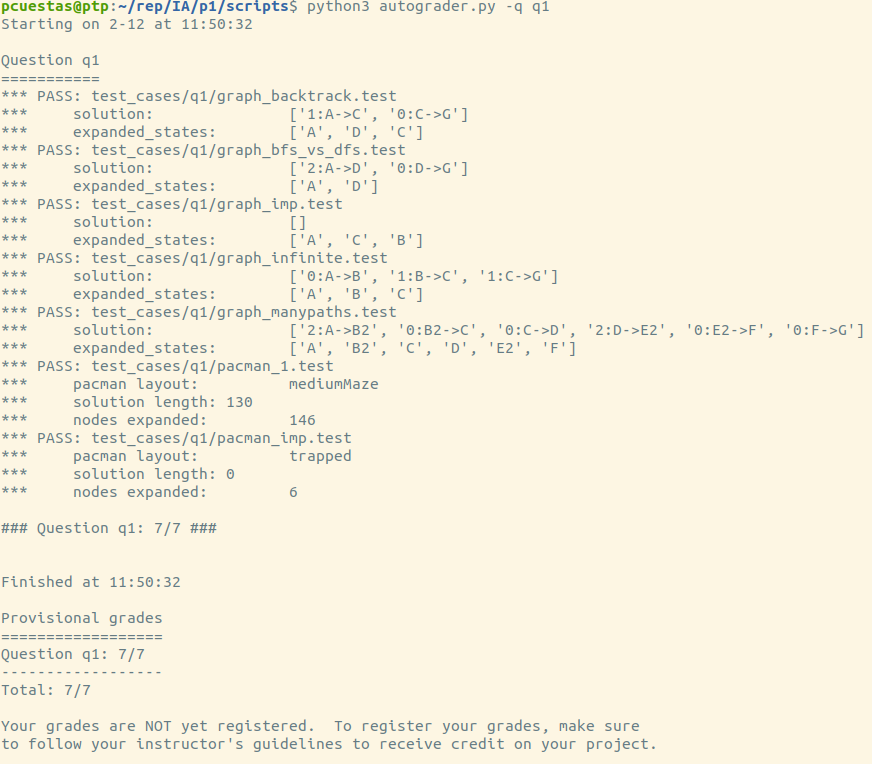 pcuestas@ptp:~/rep/IA/p1/scripts$ python3 autograder.py -q q1
Starting on 2-12 at 11:50:32
Question q1
===========
*** PASS: test_cases/q1/graph_backtrack.test
***     solution:               ['1:A->C', '0:C->G']
***     expanded_states:        ['A', 'D', 'C']
*** PASS: test_cases/q1/graph_bfs_vs_dfs.test
***     solution:               ['2:A->D', '0:D->G']
***     expanded_states:        ['A', 'D']
*** PASS: test_cases/q1/graph_imp.test
***     solution:               []
***     expanded_states:        ['A', 'C', 'B']
*** PASS: test_cases/q1/graph_infinite.test
***     solution:               ['0:A->B', '1:B->C', '1:C->G']
***     expanded_states:        ['A', 'B', 'C']
*** PASS: test_cases/q1/graph_manypaths.test
***     solution:               ['2:A->B2', '0:B2->C', '0:C->D', '2:D->E2', '0:E2->F', '0:F->G']
***     expanded_states:        ['A', 'B2', 'C', 'D', 'E2', 'F']
*** PASS: test_cases/q1/pacman_1.test
***     pacman layout:          mediumMaze
***     solution length: 130
***     nodes expanded:         146
*** PASS: test_cases/q1/pacman_imp.test
***     pacman layout:          trapped
***     solution length: 0
***     nodes expanded:         6
### Question q1: 7/7 ###
Finished at 11:50:32
Provisional grades
==================
Question q1: 7/7
------------------
Total: 7/7
Your grades are NOT yet registered.  To register your grades, make sure
to follow your instructor's guidelines to receive credit on your project.